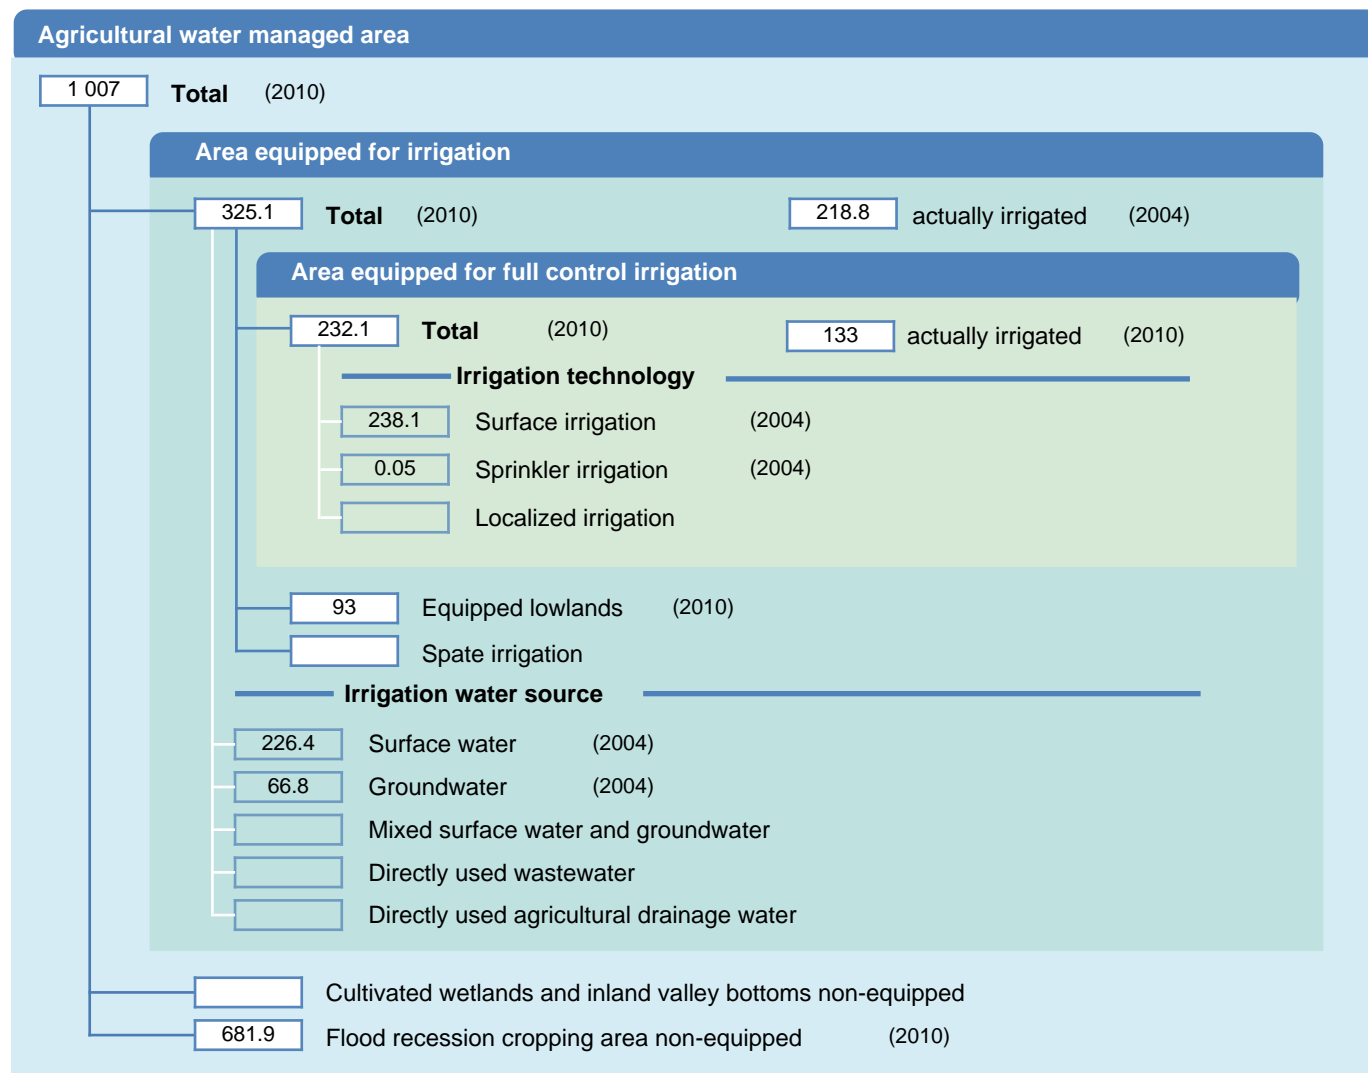 Agricultural water managed area
1 007 Total (2010)
Area equipped for irrigation
325.1 Total (2010) 218.8 actually irrigated (2004)
Area equipped for full control irrigation
232.1 Total (2010) 133 actually irrigated (2010)
Irrigation technology
238.1 Surface irrigation (2004)
0.05 Sprinkler irrigation (2004)
Localized irrigation
93 Equipped lowlands (2010)
Spate irrigation
Irrigation water source
226.4 Surface water (2004)
66.8 Groundwater (2004)
Mixed surface water and groundwater
Directly used wastewater
Directly used agricultural drainage water
Cultivated wetlands and inland valley bottoms non-equipped
681.9 Flood recession cropping area non-equipped (2010)